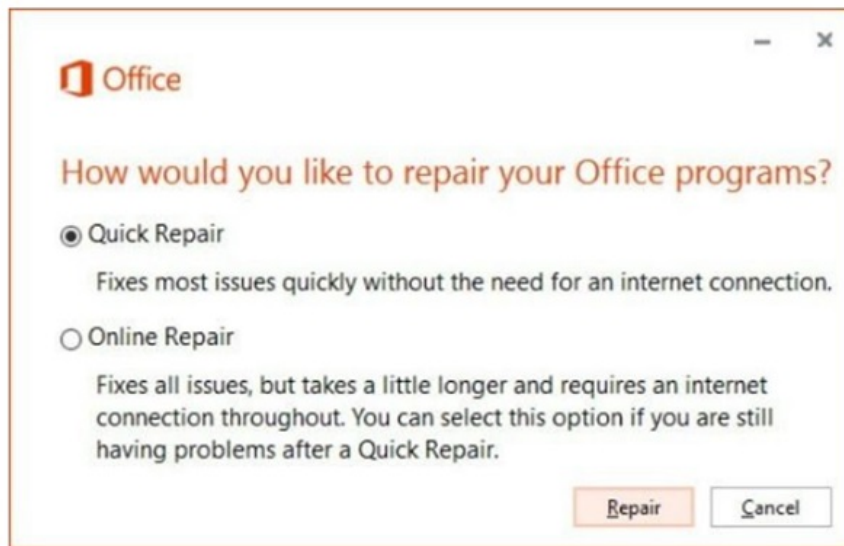 Office
How would you like to repair your Office programs?
Quick Repair
Fixes most issues quickly without the need for an internet connection.
Online Repair
Fixes all issues, but takes a little longer and requires an internet
connection throughout. You can select this option if you are still
having problems after a Quick Repair.
Repair Cancel